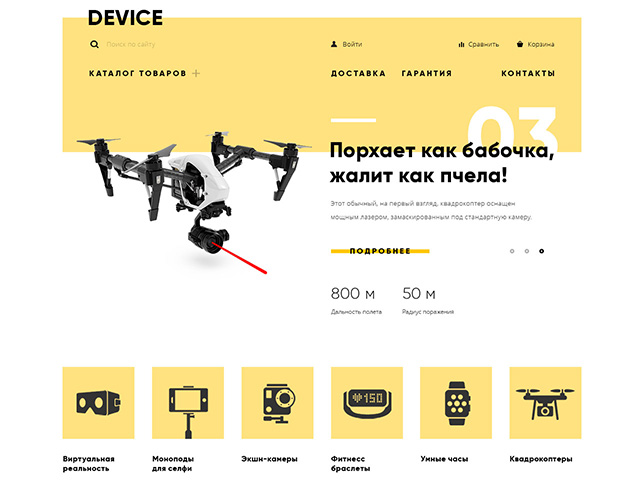 DEVICE
Поиск по сайту
Войти
Сравнить
Корзина
КАТАЛОГ ТОВАРОВ +
ДОСТАВКА
ГАРАНТИЯ
КОНТАКТЫ
03
Порхает как бабочка,
жалит как пчела!
Этот обычный, на первый взгляд, квадрокоптер оснащен
мощным лазером, замаскированным под стандартную камеру.
ПОДРОБНЕЕ
800 м
50 м
Дальность полета
Радиус поражения
150
Виртуальная
реальность
Моноподы
для селфи
Экшн-камеры
Фитнес
браслеты
Умные часы
Квадрокоптеры